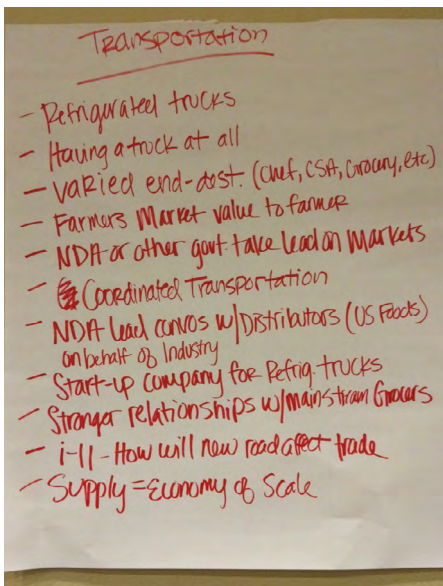 Transportation
- Refrigerated trucks
- Having a truck at all
- Varied end-dest. (Chef, CSA, Grocery, etc)
- Farmers Market value to farmer
- NDA or other govt. take lead on Markets
- Coordinated Transportation
- NDA Lead convos w/Distributors (US Foods)
on behalf of Industry
- Start-up company for Refrig. trucks
- Stronger relationships w/mainstream Grocers
- i-11 - How will new road affect trade
- Supply = Economy of Scale